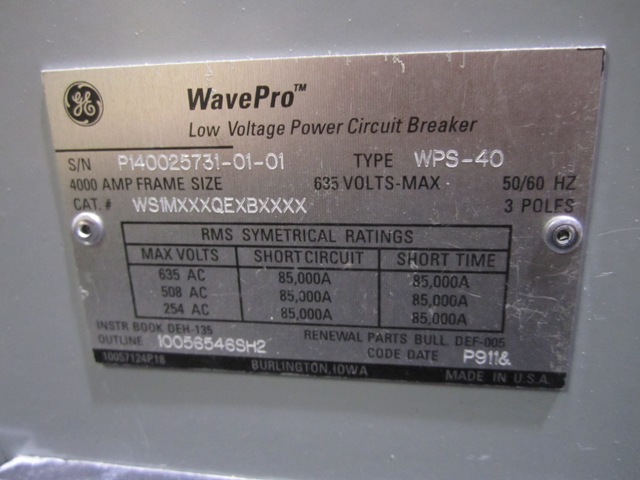 GE
WavePro™
Low Voltage Power Circuit Breaker
S/N P140025731-01-01 TYPE WPS-40
4000 AMP FRAME SIZE 635 VOLTS-MAX 50/60 HZ
CAT. # WS1MXXXQEXBXXXX 3 POLES
RMS SYMETRICAL RATINGS
MAX VOLTS SHORT CIRCUIT SHORT TIME
635 AC 85,000A 85,000A
508 AC 85,000A 85,000A
254 AC 85,000A 85,000A
INSTR BOOK DEH-135 RENEWAL PARTS BULL DEF-005
OUTLINE 10056546SH2 CODE DATE P911&
10057124P18 BURLINGTON, IOWA MADE IN U.S.A.